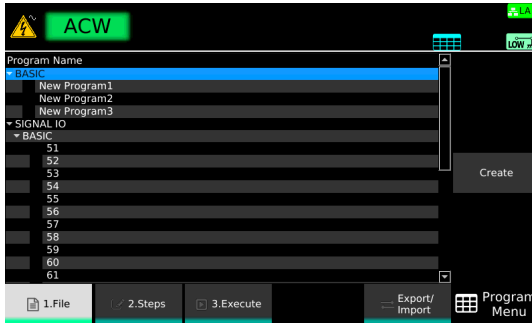 LA
ACW
LOW
Program Name
BASIC
New Program1
New Program2
New Program3
SIGNAL IO
BASIC
51
52
53
54
55
56
57
58
59
60
61
Create
1.File
2.Steps
3.Execute
Export/
Import
Program
Menu